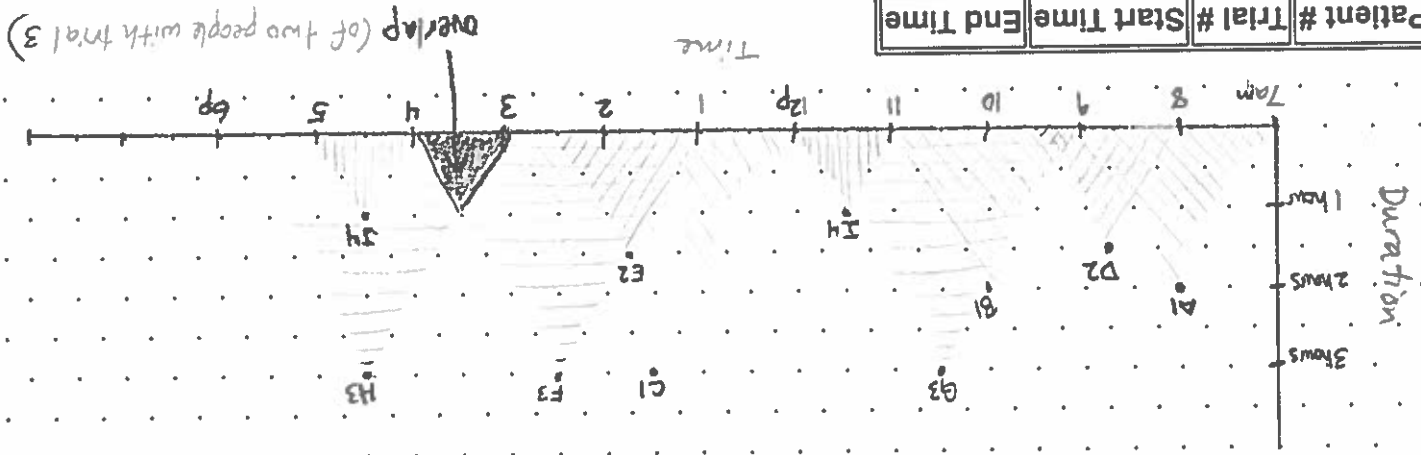 Duration
3 hours G3 C1 F3 H3
2 hours A1 B1
D2 E2
1 hour I4 J4
7am 8 9 10 11 12p 1 2 3 4 5 6p
Time
overlap (of two people with trial 3)
Patient # Trial # Start Time End Time